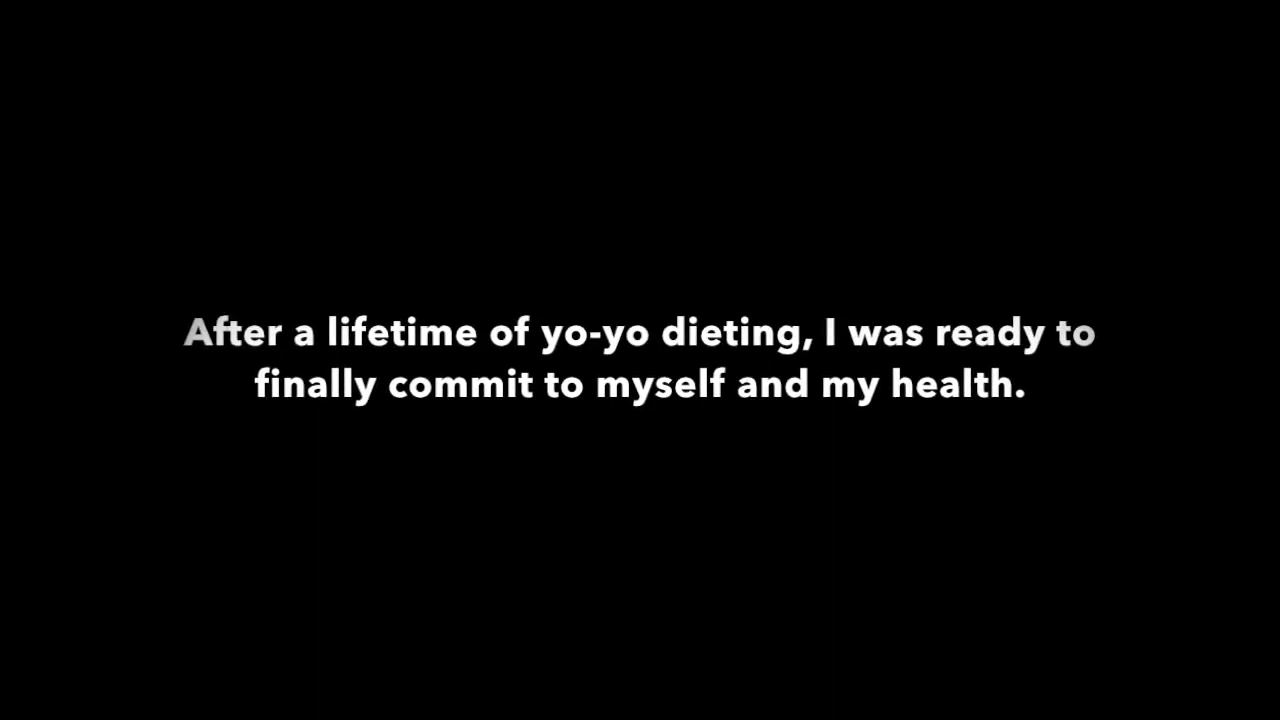 After a lifetime of yo-yo dieting, I was ready to
finally commit to myself and my health.